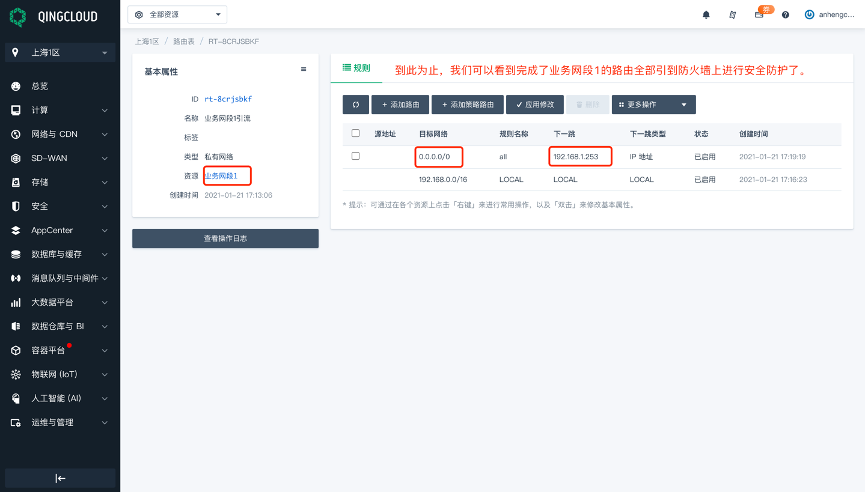 QINGCLOUD
全部资源
券
anhengc...
上海1区
上海1区 / 路由表 / RT-8CRJSBKF
总览
计算
网络与 CDN
SD-WAN
存储
安全
AppCenter
数据库与缓存
消息队列与中间件
大数据平台
数据仓库与 BI
容器平台
物联网 (IoT)
人工智能 (AI)
运维与管理
基本属性
ID rt-8crjsbkf
名称 业务网段1引流
标签
类型 私有网络
资源 业务网段1
创建时间 2021-01-21 17:13:06
查看操作日志
规则
到此为止，我们可以看到完成了业务网段1的路由全部引到防火墙上进行安全防护了。
+ 添加路由 + 添加策略路由 ✓ 应用修改 删除 更多操作
源地址 目标网络 规则名称 下一跳 下一跳类型 状态 创建时间
0.0.0.0/0 all 192.168.1.253 IP 地址 已启用 2021-01-21 17:19:19
192.168.0.0/16 LOCAL LOCAL LOCAL 已启用 2021-01-21 17:16:23
* 提示：可通过在各个资源上点击「右键」来进行常用操作，以及「双击」来修改基本属性。